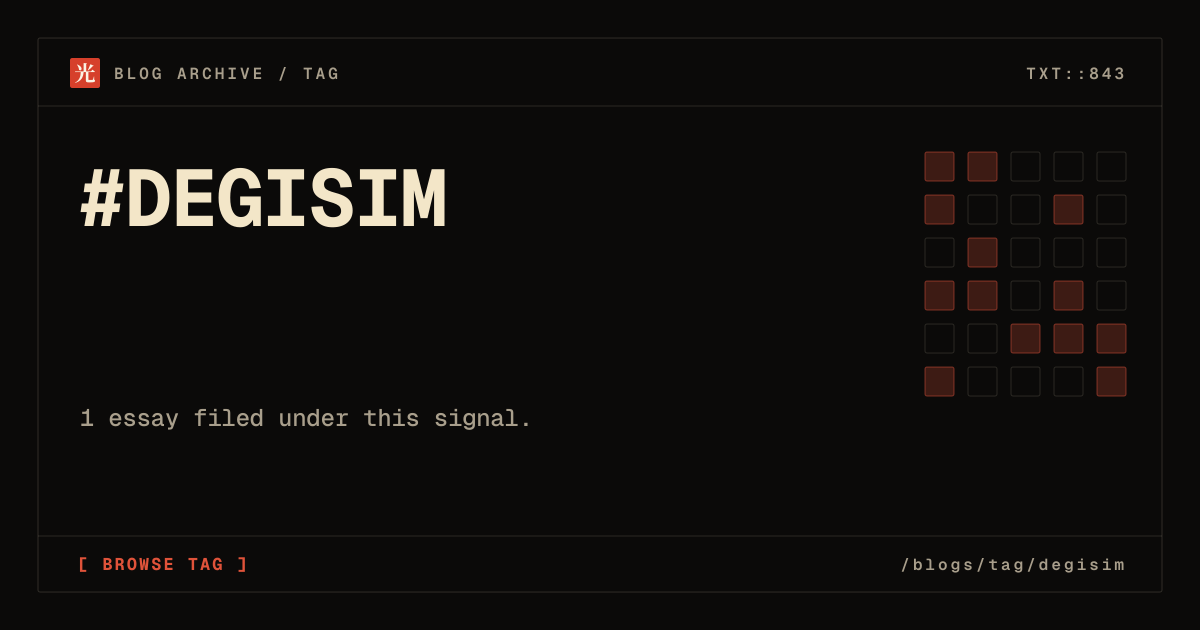 光 BLOG ARCHIVE / TAG
TXT::843
#DEGISIM
1 essay filed under this signal.
[ BROWSE TAG ]
/blogs/tag/degisim